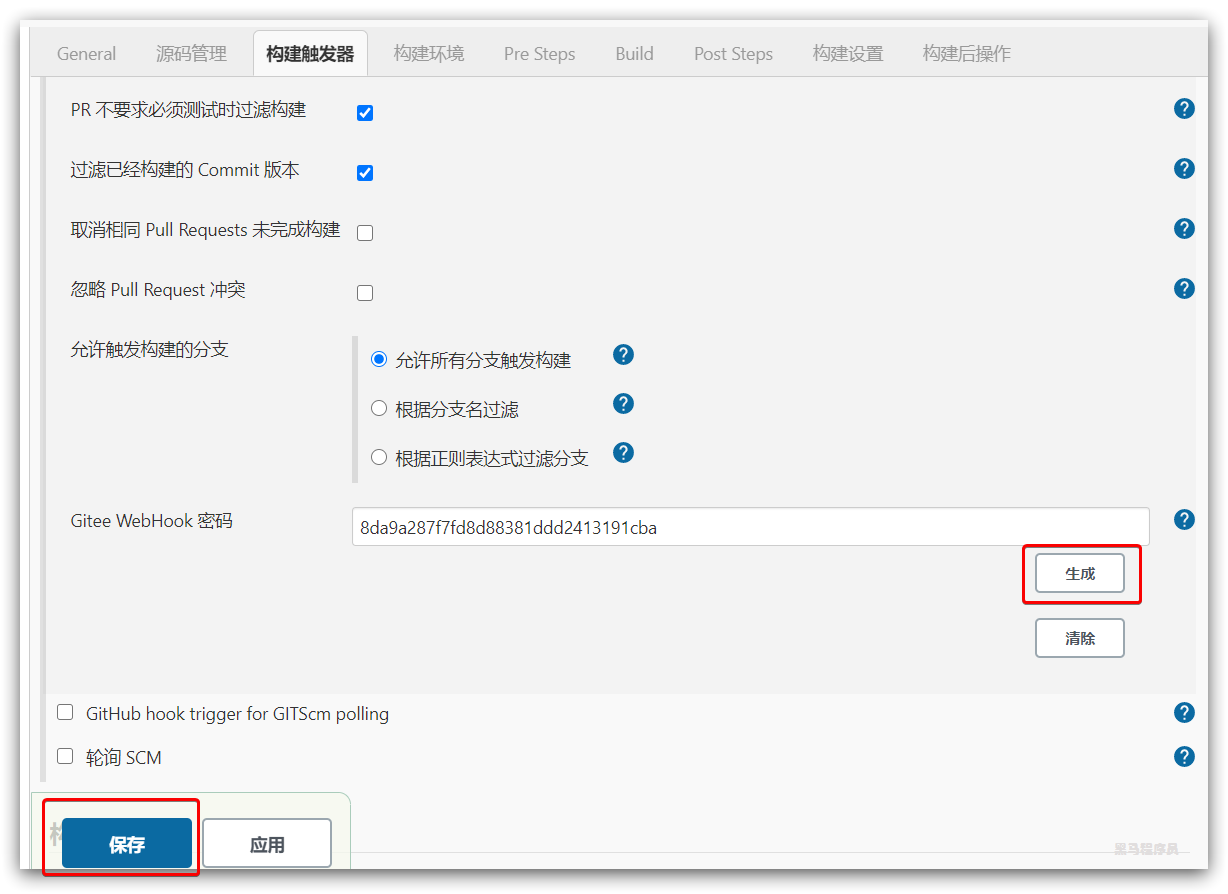 General 源码管理 构建触发器 构建环境 Pre Steps Build Post Steps 构建设置 构建后操作
PR 不要求必须测试时过滤构建
过滤已经构建的 Commit 版本
取消相同 Pull Requests 未完成构建
忽略 Pull Request 冲突
允许触发构建的分支
允许所有分支触发构建
根据分支名过滤
根据正则表达式过滤分支
Gitee WebHook 密码
8da9a287f7fd8d88381ddd2413191cba
生成
清除
GitHub hook trigger for GITScm polling
轮询 SCM
保存 应用
黑马程序员